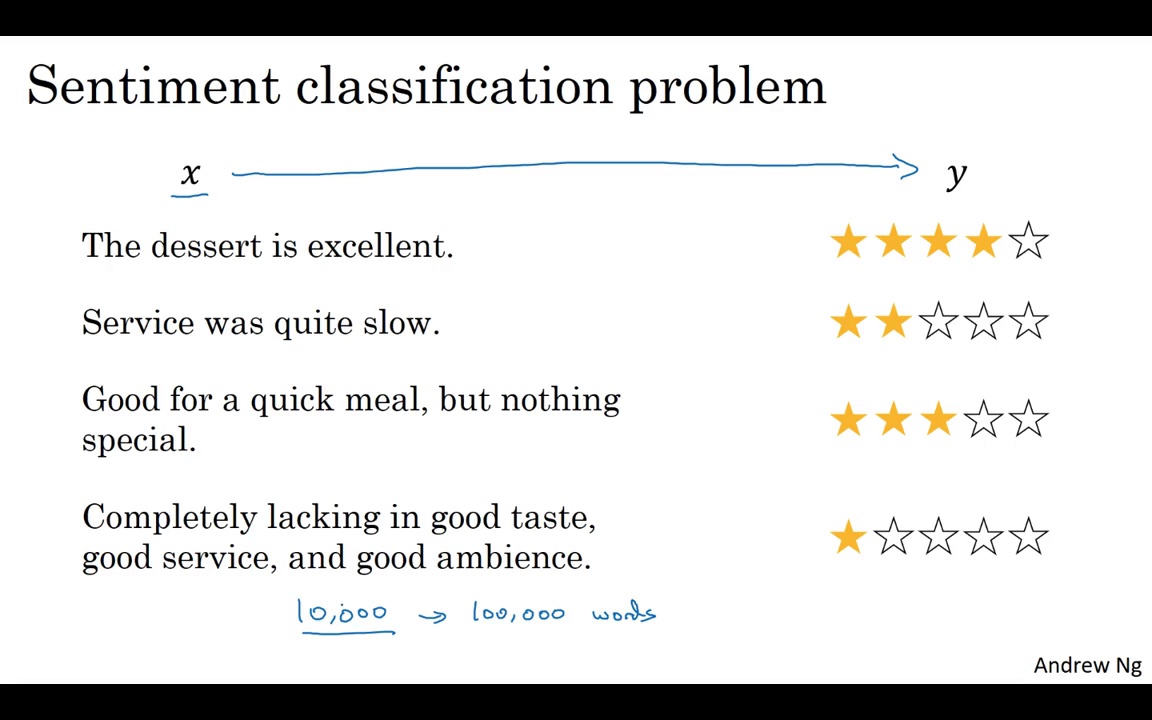 Sentiment classification problem
x → y
The dessert is excellent.
Service was quite slow.
Good for a quick meal, but nothing
special.
Completely lacking in good taste,
good service, and good ambience.
10,000 → 100,000 words
Andrew Ng